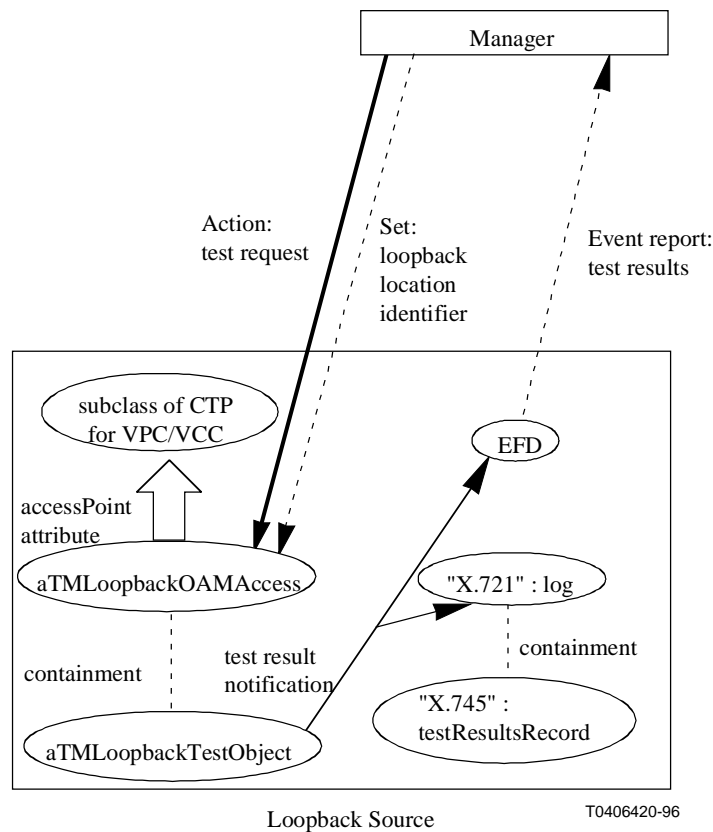 Manager
Action:
test request
Set:
loopback
location
identifier
Event report:
test results
subclass of CTP
for VPC/VCC
EFD
accessPoint
attribute
aTMLoopbackOAMAccess
"X.721" : log
containment
test result
notification
containment
"X.745" :
testResultsRecord
aTMLoopbackTestObject
Loopback Source
T0406420-96